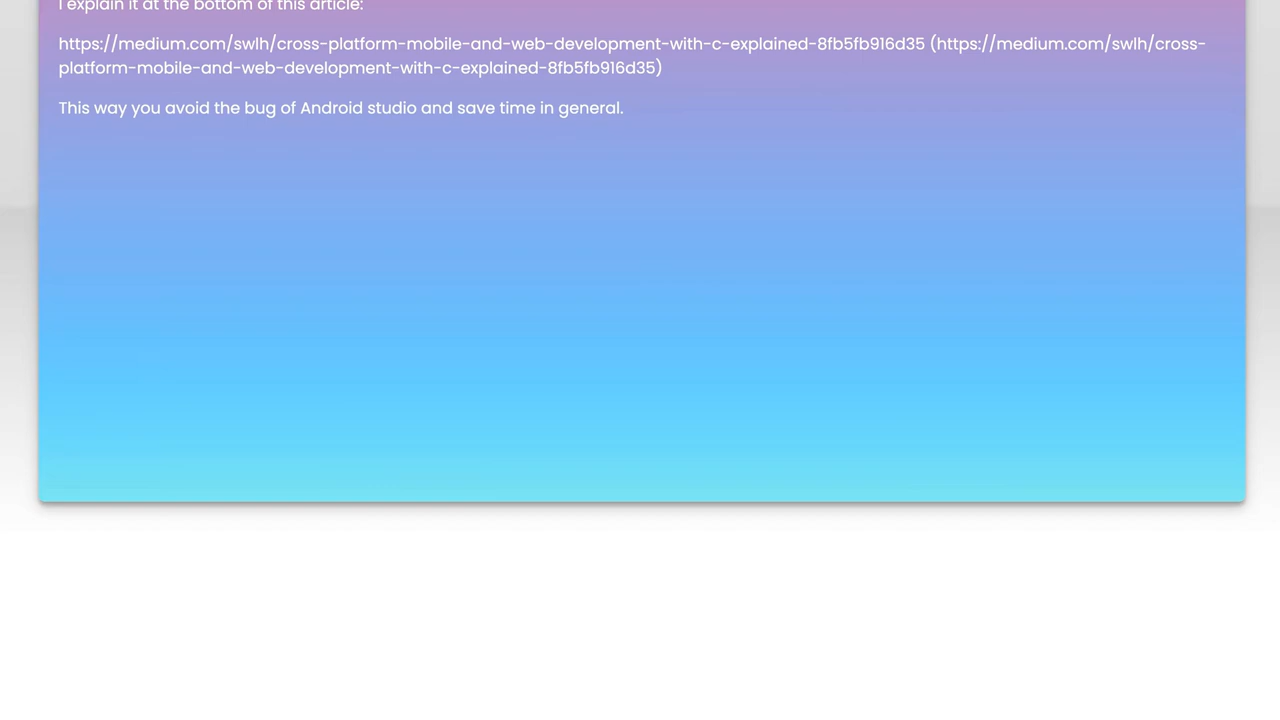 I explain it at the bottom of this article:
https://medium.com/swlh/cross-platform-mobile-and-web-development-with-c-explained-8fb5fb916d35 (https://medium.com/swlh/cross-
platform-mobile-and-web-development-with-c-explained-8fb5fb916d35)
This way you avoid the bug of Android studio and save time in general.